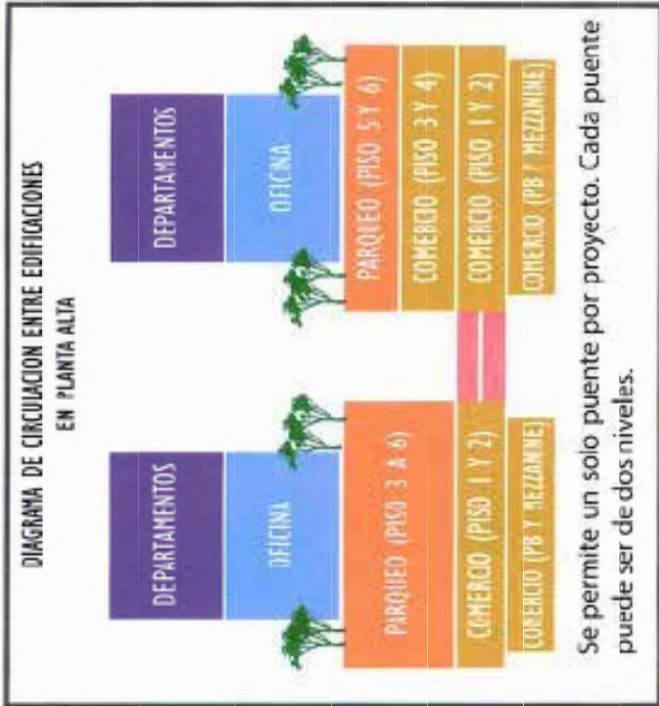 DIAGRAMA DE CIRCULACION ENTRE EDIFICACIONES
EN PLANTA ALTA
DEPARTAMENTOS
OFICINA
PARQUEO (PISO 3 A 6)
COMERCIO (PISO 1 Y 2)
COMERCIO (PB Y MEZZANINE)
DEPARTAMENTOS
OFICINA
PARQUEO (PISO 5 Y 6)
COMERCIO (PISO 3 Y 4)
COMERCIO (PISO 1 Y 2)
COMERCIO (PB Y MEZZANINE)
Se permite un solo puente por proyecto. Cada puente
puede ser de dos niveles.